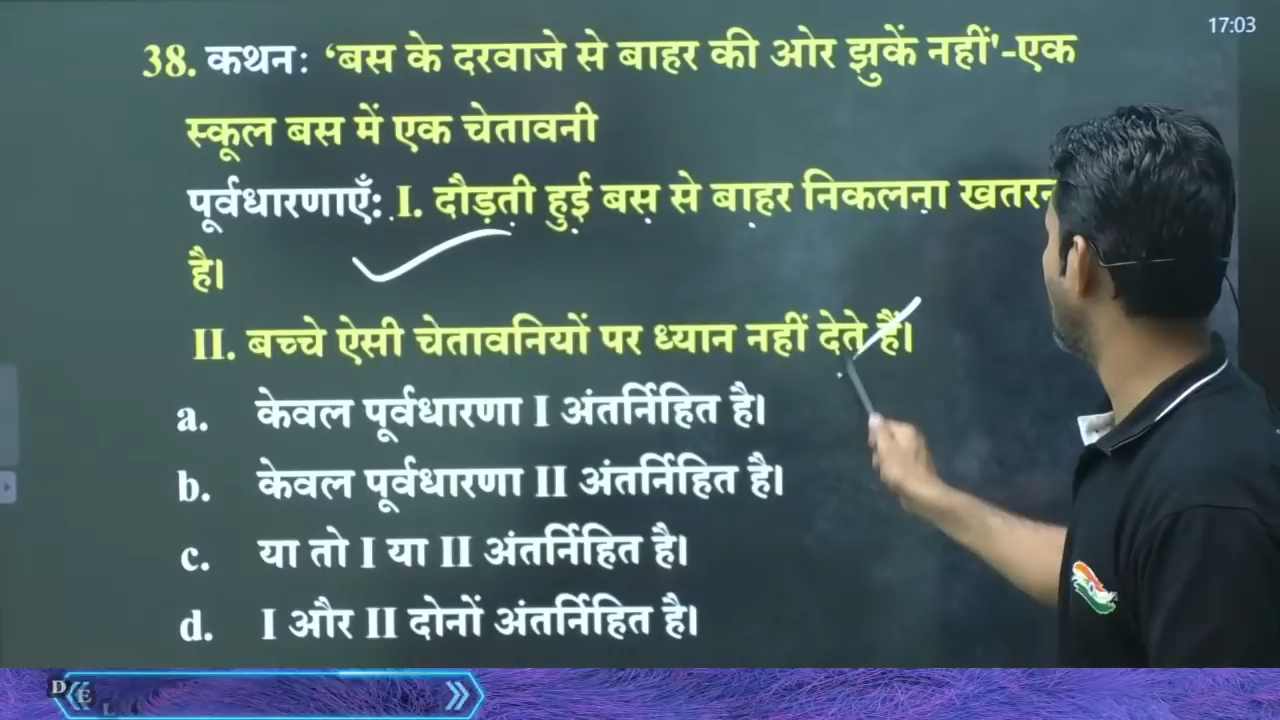 17:03
38. कथन: ‘बस के दरवाजे से बाहर की ओर झुकें नहीं'-एक
स्कूल बस में एक चेतावनी
पूर्वधारणाएँ: I. दौड़ती हुई बस से बाहर निकलना खतरन
है।
II. बच्चे ऐसी चेतावनियों पर ध्यान नहीं देते हैं।
a. केवल पूर्वधारणा I अंतर्निहित है।
b. केवल पूर्वधारणा II अंतर्निहित है।
c. या तो I या II अंतर्निहित है।
d. I और II दोनों अंतर्निहित है।
D E L